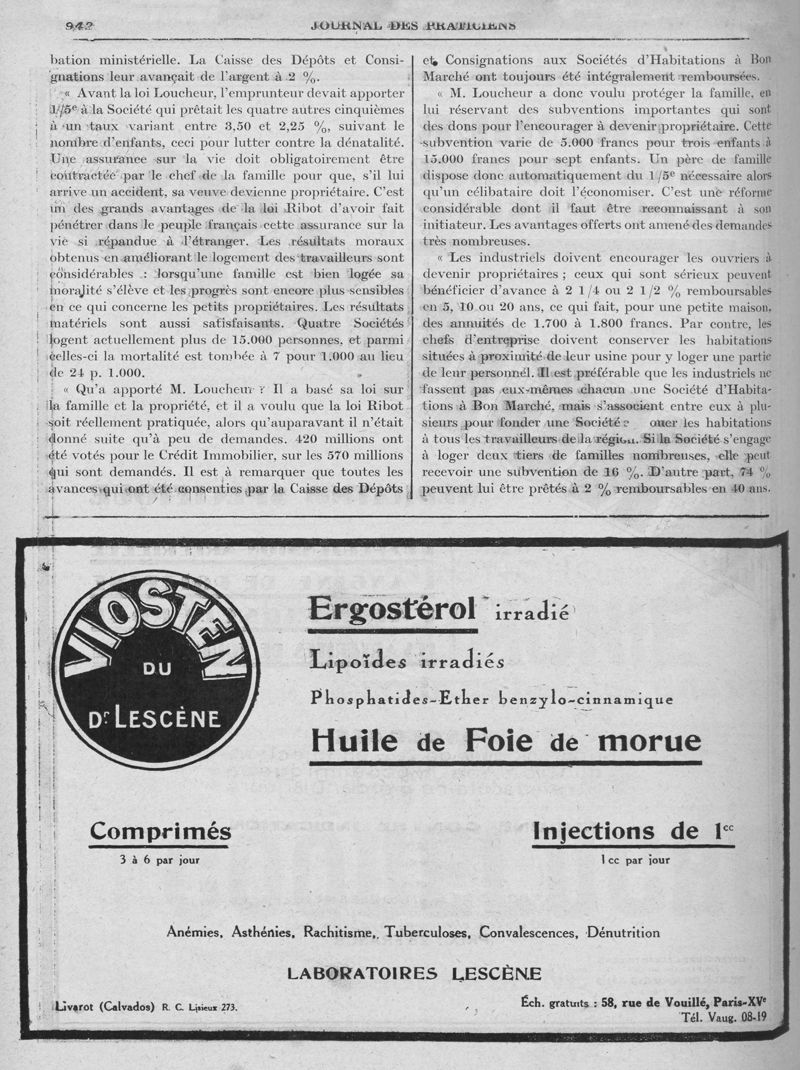 942
JOURNAL DES PRATICIENS
bation ministérielle. La Caisse des Dépôts et Consi-
gnations leur avançait de l'argent à 2 %.
« Avant la loi Loucheur, l'emprunteur devait apporter
1/5e à la Société qui prêtait les quatre autres cinquièmes
à un taux variant entre 3,50 et 2,25 %, suivant le
nombre d'enfants, ceci pour lutter contre la dénatalité.
Une assurance sur la vie doit obligatoirement être
contractée par le chef de la famille pour que, s'il lui
arrive un accident, sa veuve devienne propriétaire. C'est
un des grands avantages de la loi Ribot d'avoir fait
pénétrer dans le peuple français cette assurance sur la
vie si répandue à l'étranger. Les résultats moraux
obtenus en améliorant le logement des travailleurs sont
considérables : lorsqu'une famille est bien logée sa
moralité s'élève et les progrès sont encore plus sensibles
en ce qui concerne les petits propriétaires. Les résultats
matériels sont aussi satisfaisants. Quatre Sociétés
logent actuellement plus de 15.000 personnes, et parmi
celles-ci la mortalité est tombée à 7 pour 1.000 au lieu
de 24 p. 1.000.
« Qu'a apporté M. Loucheur ? Il a basé sa loi sur
la famille et la propriété, et il a voulu que la loi Ribot
soit réellement pratiquée, alors qu'auparavant il n'était
donné suite qu'à peu de demandes. 420 millions ont
été votés pour le Crédit Immobilier, sur les 570 millions
qui sont demandés. Il est à remarquer que toutes les
avances qui ont été consenties par la Caisse des Dépôts
et Consignations aux Sociétés d'Habitations à Bon
Marché ont toujours été intégralement remboursées.
« M. Loucheur a donc voulu protéger la famille, en
lui réservant des subventions importantes qui sont
des dons pour l'encourager à devenir propriétaire. Cette
subvention varie de 5.000 francs pour trois enfants à
15.000 francs pour sept enfants. Un père de famille
dispose donc automatiquement du 1/5e nécessaire alors
qu'un célibataire doit l'économiser. C'est une réforme
considérable dont il faut être reconnaissant à son
initiateur. Les avantages offerts ont amené des demandes
très nombreuses.
« Les industriels doivent encourager les ouvriers à
devenir propriétaires ; ceux qui sont sérieux peuvent
bénéficier d'avance à 2 1/4 ou 2 1/2 % remboursables
en 5, 10 ou 20 ans, ce qui fait, pour une petite maison,
des annuités de 1.700 à 1.800 francs. Par contre, les
chefs d'entreprise doivent conserver les habitations
situées à proximité de leur usine pour y loger une partie
de leur personnel. Il est préférable que les industriels ne
fassent pas eux-mêmes chacun une Société d'Habita-
tions à Bon Marché, mais s'associent entre eux à plu-
sieurs pour fonder une Société ouer les habitations
à tous les travailleurs de la région. Si la Société s'engage
à loger deux tiers de familles nombreuses, elle peut
recevoir une subvention de 16 %. D'autre part, 74 %
peuvent lui être prêtés à 2 % remboursables en 40 ans.
VIOSTEN
DU
Dr LESCÈNE
Ergostérol irradié
Lipoïdes irradiés
Phosphatides-Ether benzylo-cinnamique
Huile de Foie de morue
Comprimés
3 à 6 par jour
Injections de 1cc
1 cc par jour
Anémies, Asthénies, Rachitisme, Tuberculoses, Convalescences, Dénutrition
LABORATOIRES LESCÈNE
Livarot (Calvados) R. C. Lisieux 273.
Éch. gratuits : 58, rue de Vouillé, Paris-XVe
Tél. Vaug. 08-19